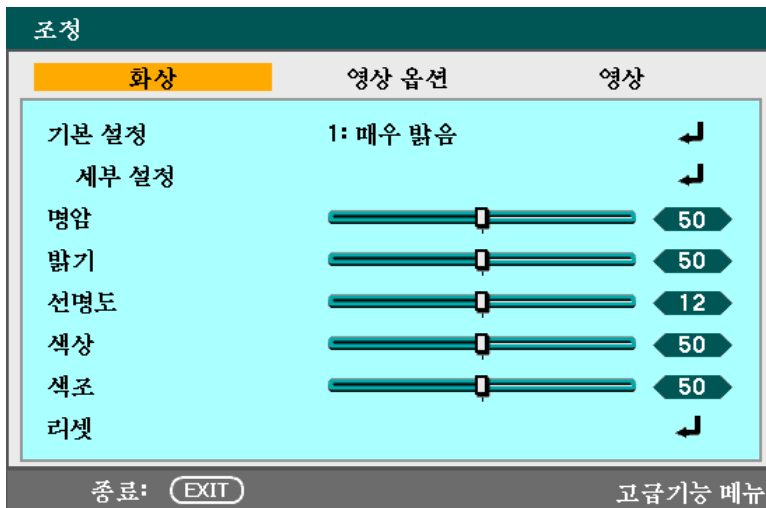 조정
화상 영상 옵션 영상
기본 설정 1: 매우 밝음
세부 설정
명암 50
밝기 50
선명도 12
색상 50
색조 50
리셋
종료: EXIT 고급기능 메뉴